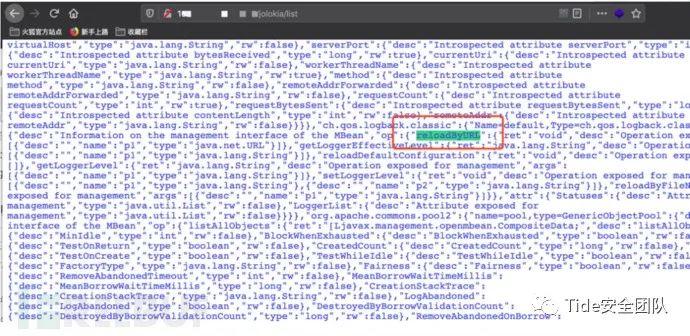 jolokia/list
火狐官方站点 新手上路 收藏栏
virtualHost","type":"java.lang.String","rw":false},"serverPort":{"desc":"Introspected attribute serverPort","type":
{"desc":"Introspected attribute bytesReceived","type":"long","rw":true},"currentUri":{"desc":"Introspected attribute
currentUri","type":"java.lang.String","rw":false},"workerThreadName":{"desc":"Introspected attribute
workerThreadName","type":"java.lang.String","rw":true},"method":{"desc":"Introspected attribute
method","type":"java.lang.String","rw":false},"remoteAddrForwarded":{"desc":"Introspected attribute
remoteAddrForwarded","type":"java.lang.String","rw":false},"requestCount":{"desc":"Introspected attribute
requestCount","type":"int","rw":true},"requestBytesSent":{"desc":"Introspected attribute requestBytesSent","type":"lo
{"desc":"Introspected attribute contentLength","type":"int","rw": remoteAddr": {"desc":"Introspected attribute
remoteAddr","type":"java.lang.String","rw":false}}}},"ch.qos.logback.classic":{"Name=default,Type=ch.qos.logback.cla
{"desc":"Information on the management interface of the MBean","op": reloadByURL":{"ret":"void","desc":"Operation exp
[{"desc":"","name":"p1","type":"java.net.URL"}]},"getLoggerEffectiveLevel":{"ret":"java.lang.String","desc":"Operatio
[{"desc":"","name":"p1","type":"java.lang.String"}]},"reloadDefaultConfiguration":{"ret":"void","desc":"Operation expo
[]},"getLoggerLevel":{"ret":"java.lang.String","desc":"Operation exposed for management","args":
[{"desc":"","name":"p1","type":"java.lang.String"}]},"setLoggerLevel":{"ret":"void","desc":"Operation exposed for man
[{"desc":"","name":"p1","type":"java.lang.String"},{"desc":"","name":"p2","type":"java.lang.String"}]},"reloadByFileN
exposed for management","args":[{"desc":"","name":"p1","type":"java.lang.String"}]}},"attr":{"Statuses":{"desc":"Attr
management","type":"java.util.List","rw":false},"LoggerList":{"desc":"Attribute exposed for
management","type":"java.util.List","rw":false}}}},"org.apache.commons.pool2":{"name=pool,type=GenericObjectPool":{"d
interface of the MBean","op":{"listAllObjects":{"ret":"[Ljavax.management.openmbean.CompositeData;","desc":"listAllOb
{"desc":"MinIdle","type":"int","rw":false},"BlockWhenExhausted":{"desc":"BlockWhenExhausted","type":"boolean","rw":fa
{"desc":"TestOnReturn","type":"boolean","rw":false},"CreatedCount":{"desc":"CreatedCount","type":"long","rw":false},
{"desc":"TestOnCreate","type":"boolean","rw":false},"TestWhileIdle":{"desc":"TestWhileIdle","type":"boolean","rw":fal
{"desc":"FactoryType","type":"java.lang.String","rw":false},"Fairness":{"desc":"Fairness","type":"boolean","rw":false
{"desc":"RemoveAbandonedTimeout","type":"int","rw":false},"MeanBorrowWaitTimeMillis":
{"desc":"MeanBorrowWaitTimeMillis","type":"long","rw":false},"CreationStackTrace":
{"desc":"CreationStackTrace","type":"java.lang.String","rw":false},"LogAbandoned":
{"desc":"LogAbandoned","type":"boolean","rw":false},"DestroyedByBorrowValidationCount":
{"desc":"DestroyedByBorrowValidationCount","type":"long","rw":false},"RemoveAbandonedOnBorrow":
Tide安全团队